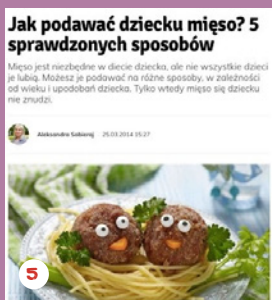 Jak podawać dziecku mięso? 5
sprawdzonych sposobów
Mięso jest niezbędne w diecie dziecka, ale nie wszystkie dzieci
je lubią. Możesz je podawać na różne sposoby, w zależności
od wieku i upodobań dziecka. Tylko wtedy mięso się dziecku
nie znudzi.
Aleksandra Sobieraj 25.03.2014 15:27
5